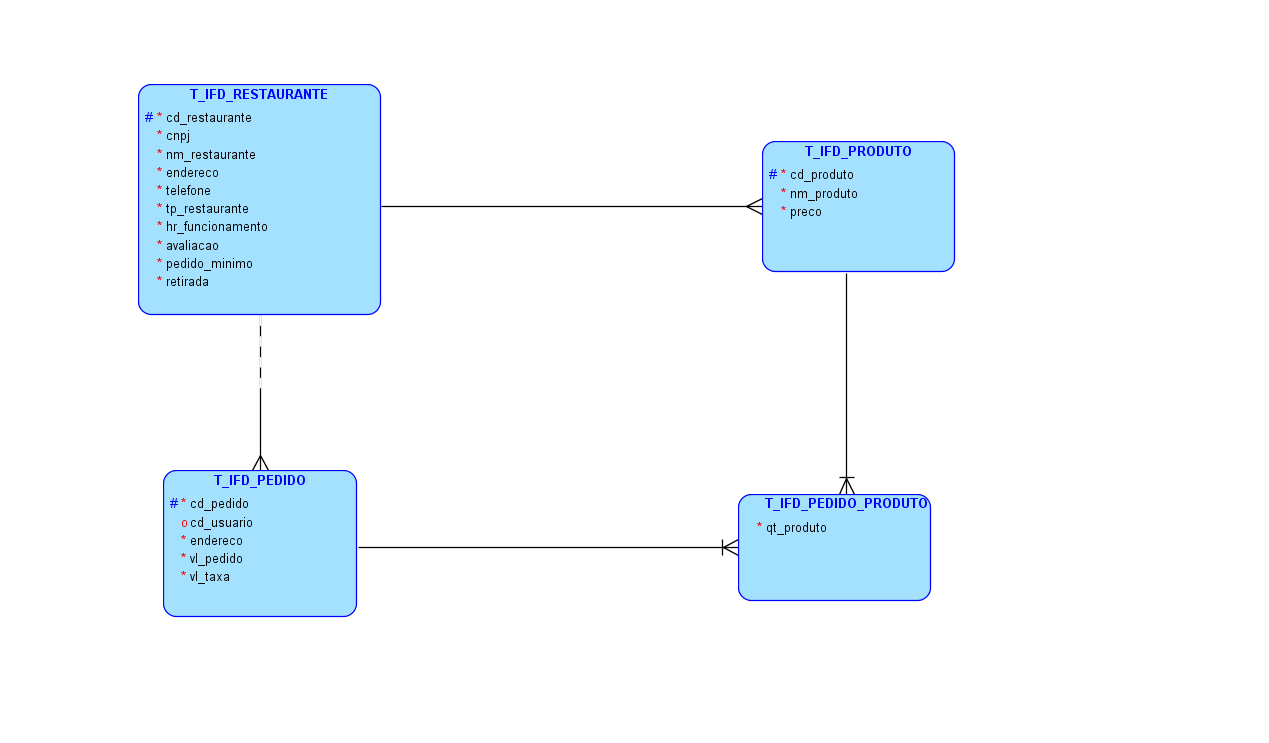 T_IFD_RESTAURANTE
# * cd_restaurante
* cnpj
* nm_restaurante
* endereco
* telefone
* tp_restaurante
* hr_funcionamento
* avaliacao
* pedido_minimo
* retirada
T_IFD_PRODUTO
# * cd_produto
* nm_produto
* preco
T_IFD_PEDIDO
# * cd_pedido
o cd_usuario
* endereco
* vl_pedido
* vl_taxa
T_IFD_PEDIDO_PRODUTO
* qt_produto